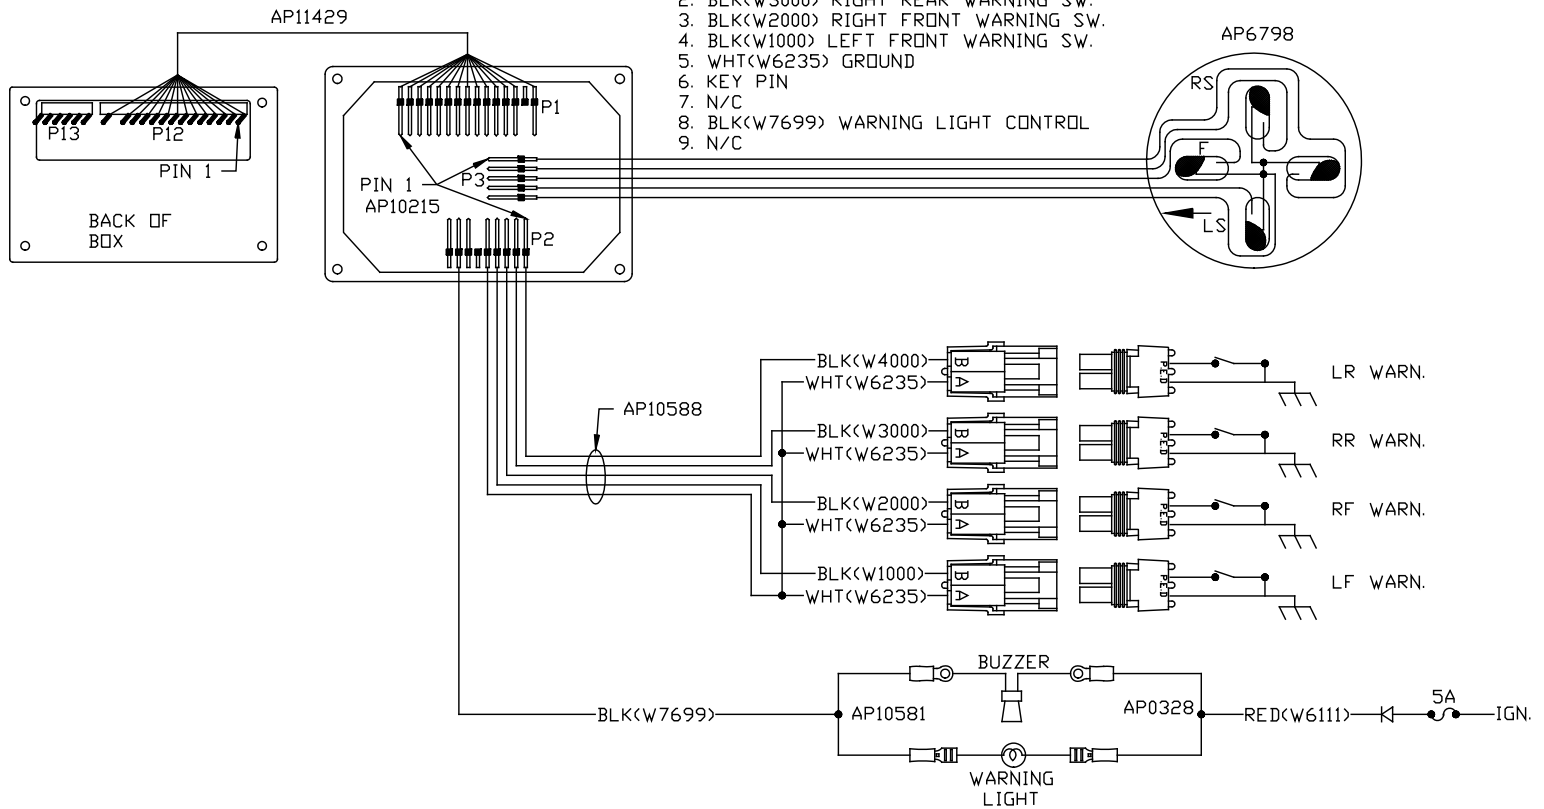 AP11429
2. BLK(W3000) RIGHT REAR WARNING SW.
3. BLK(W2000) RIGHT FRONT WARNING SW.
4. BLK(W1000) LEFT FRONT WARNING SW.
5. WHT(W6235) GROUND
6. KEY PIN
7. N/C
8. BLK(W7699) WARNING LIGHT CONTROL
9. N/C
AP6798
RS
F
LS
P13
P12
PIN 1
BACK OF
BOX
P1
P3
PIN 1
AP10215
P2
AP10588
BLK(W4000)
WHT(W6235)
B
A
PED
LR WARN.
BLK(W3000)
WHT(W6235)
B
A
PED
RR WARN.
BLK(W2000)
WHT(W6235)
B
A
PED
RF WARN.
BLK(W1000)
WHT(W6235)
B
A
PED
LF WARN.
BUZZER
BLK(W7699)
AP10581
AP0328
RED(W6111)
5A
IGN.
WARNING
LIGHT